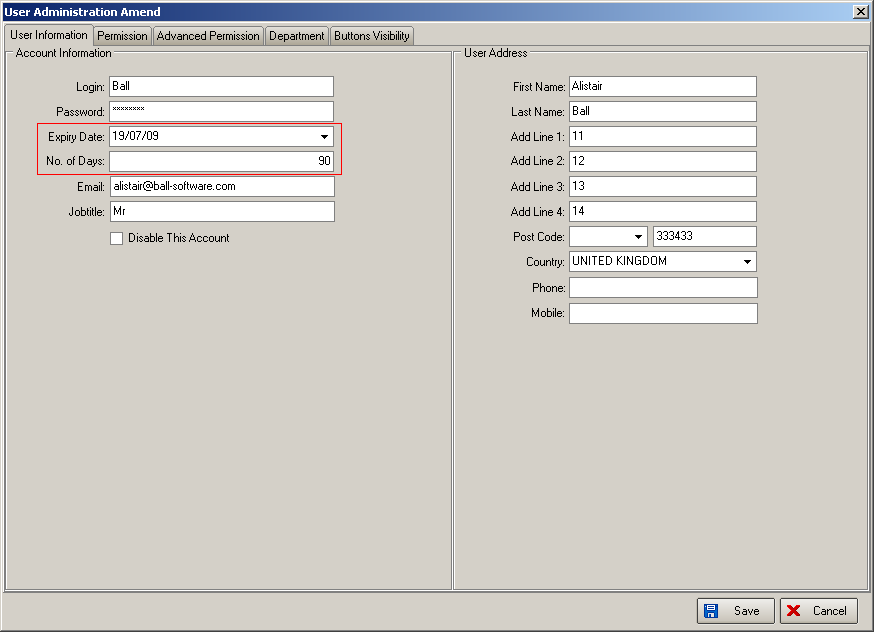 User Administration Amend
User Information Permission Advanced Permission Department Buttons Visibility
Account Information
Login: Ball
Password: ********
Expiry Date: 19/07/09
No. of Days: 90
Email: alistair@ball-software.com
Jobtitle: Mr
Disable This Account
User Address
First Name: Alistair
Last Name: Ball
Add Line 1: 11
Add Line 2: 12
Add Line 3: 13
Add Line 4: 14
Post Code: 333433
Country: UNITED KINGDOM
Phone:
Mobile:
Save Cancel